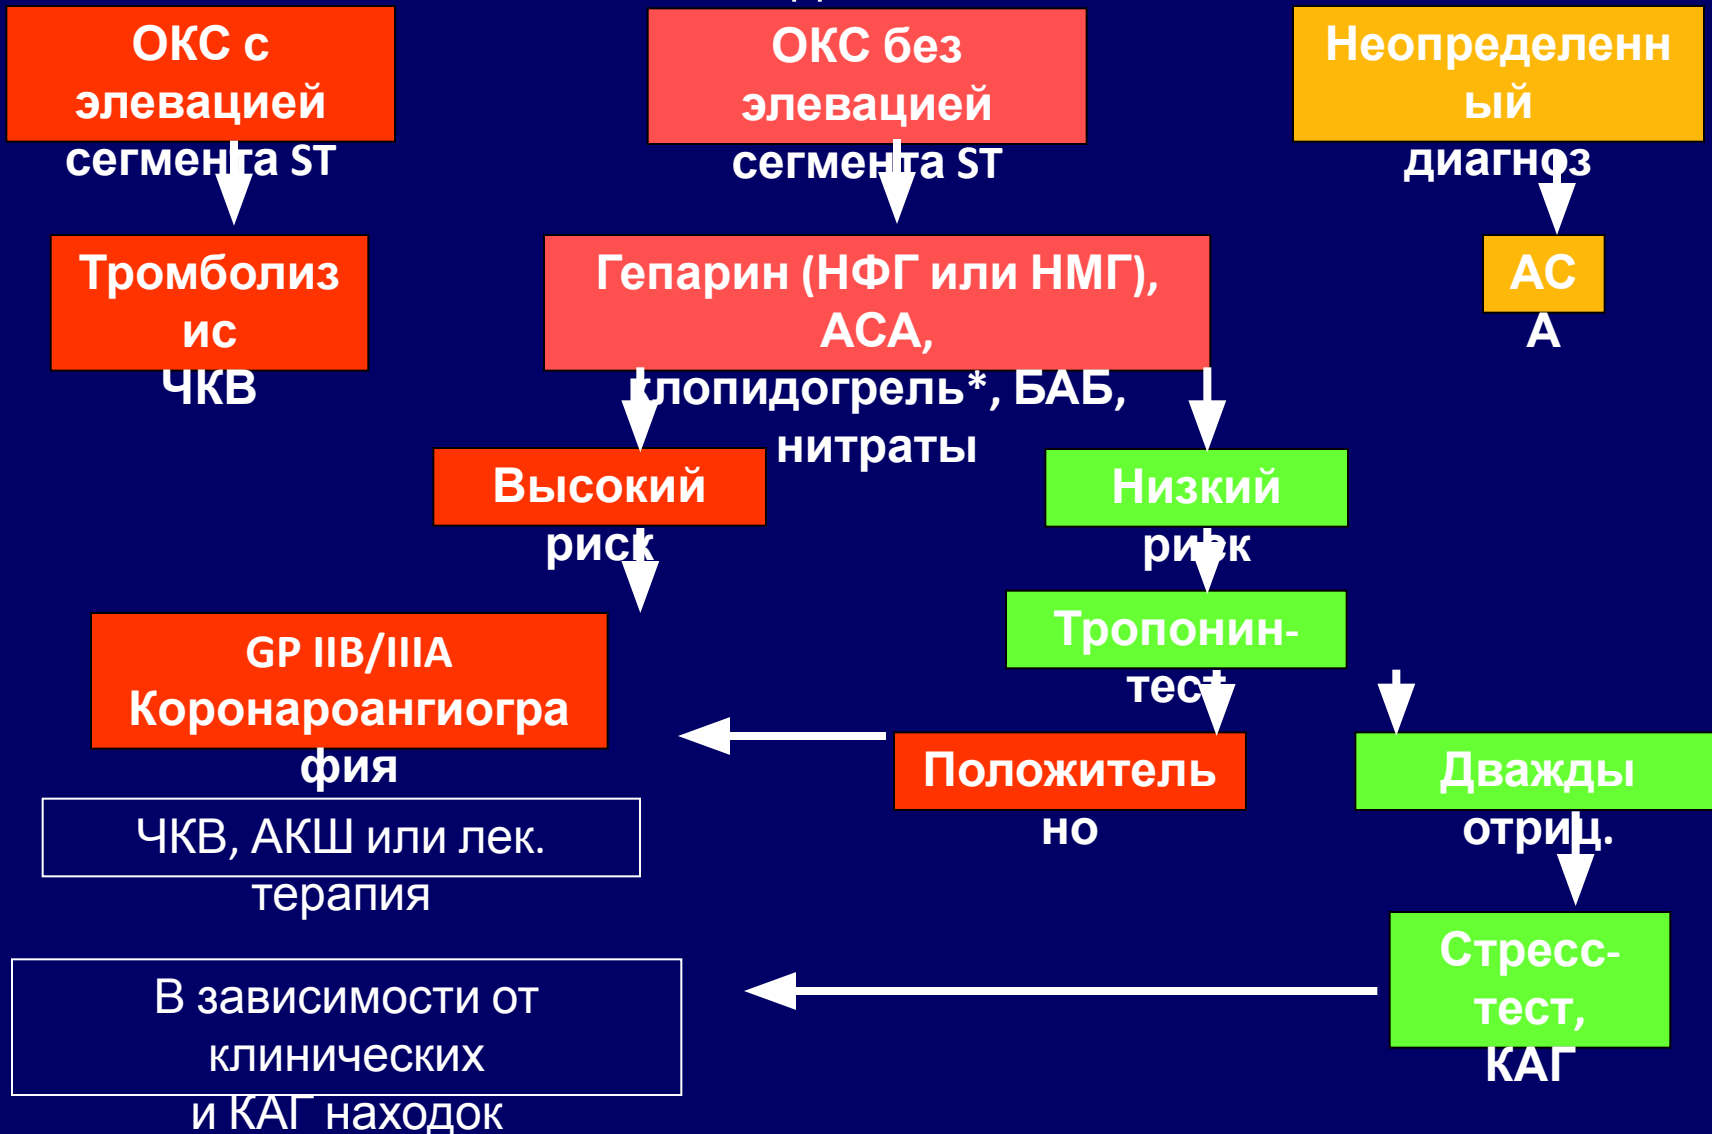 ОКС с
элевацией
сегмента ST
ОКС без
элевацией
сегмента ST
Неопределенн
ый
диагноз
Тромболиз
ис
ЧКВ
Гепарин (НФГ или НМГ),
АСА,
клопидогрель*, БАБ,
нитраты
АС
А
Высокий
риск
Низкий
риск
Тропонин-
тест
GP IIB/IIIA
Коронароангиогра
фия
Положитель
но
Дважды
отриц.
ЧКВ, АКШ или лек.
терапия
Стресс-
тест,
КАГ
В зависимости от
клинических
и КАГ находок